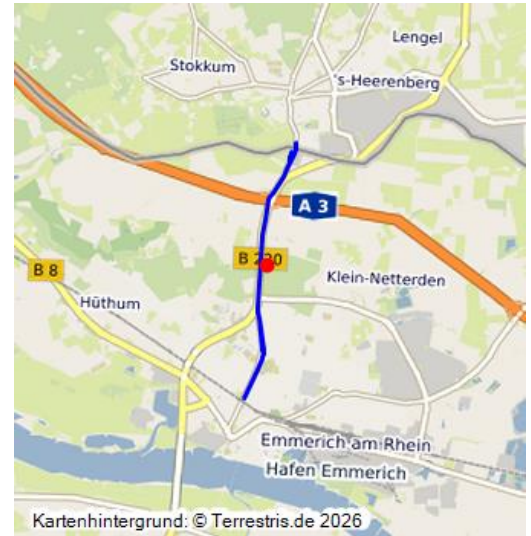 Lengel
Stokkum
's-Heerenberg
A 3
B 220
B 8
Klein-Netterden
Hüthum
Emmerich am Rhein
Hafen Emmerich
Kartenhintergrund: © Terrestris.de 2026